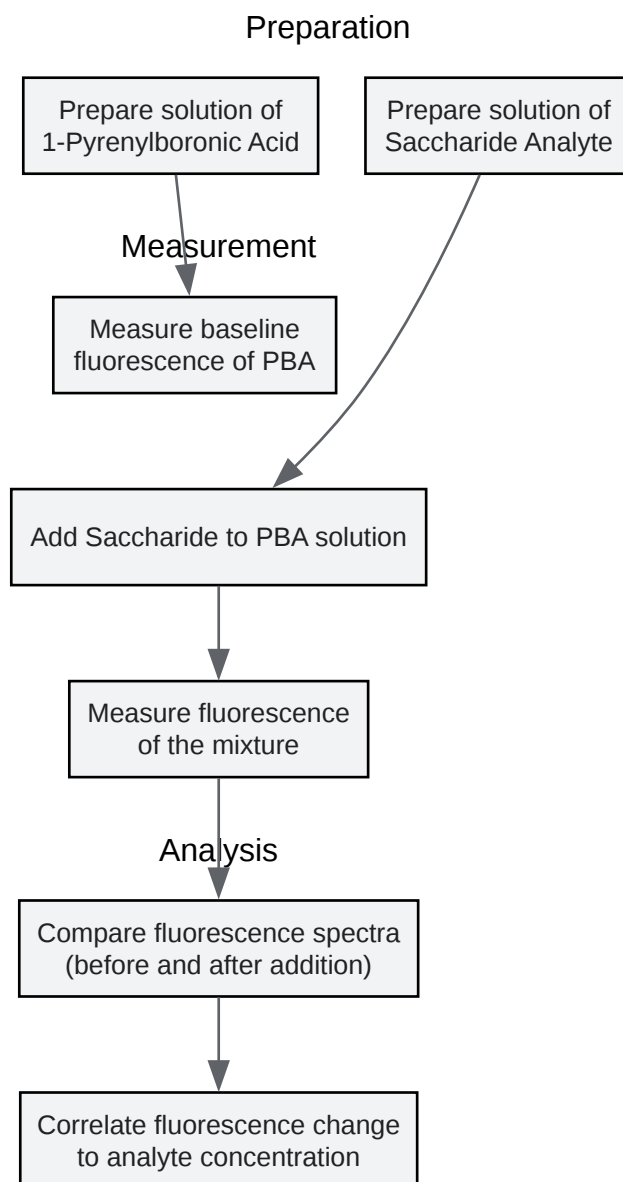 Preparation
Prepare solution of
1-Pyrenylboronic Acid
Prepare solution of
Saccharide Analyte
Measurement
Measure baseline
fluorescence of PBA
Add Saccharide to PBA solution
Measure fluorescence
of the mixture
Analysis
Compare fluorescence spectra
(before and after addition)
Correlate fluorescence change
to analyte concentration